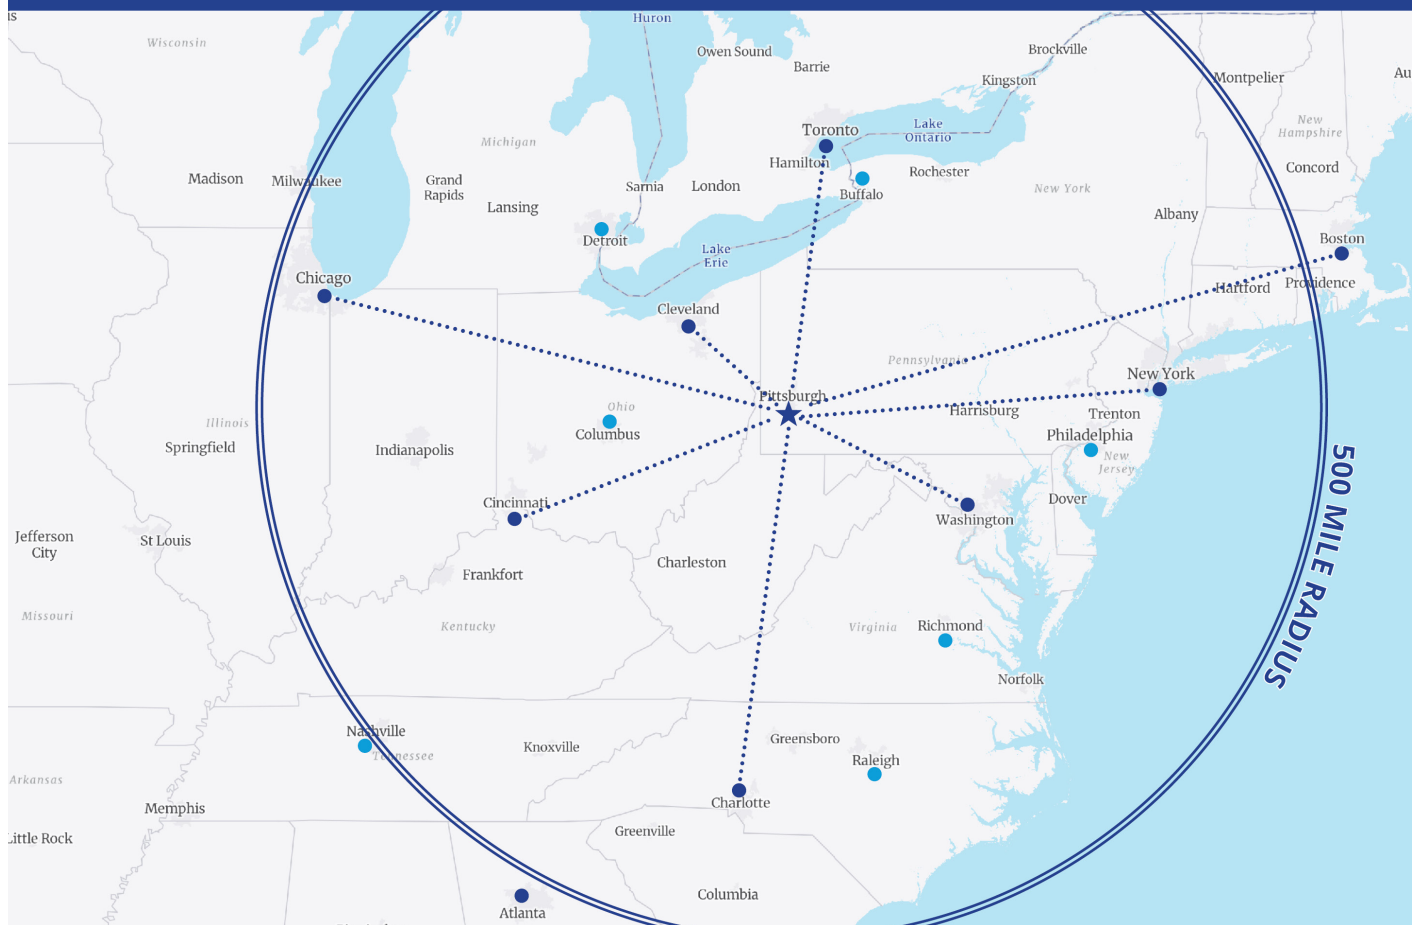 Huron
Wisconsin
Owen Sound
Brockville
Barrie
Kingston
Montpelier
Lake
Ontario
Toronto
New
Hampshire
Michigan
Hamilton
Concord
Madison
Milwaukee
Grand
Rapids
Sarnia
London
Rochester
Buffalo
New York
Lansing
Albany
Detroit
Boston
Lake
Erie
Chicago
Hartford
Providence
Cleveland
Pennsylvania
New York
Pittsburgh
Ohio
Harrisburg
Trenton
Illinois
Columbus
Philadelphia
Springfield
Indianapolis
New
Jersey
500 MILE RADIUS
Cincinnati
Dover
Washington
Jefferson
City
St Louis
Charleston
Frankfort
Missouri
Kentucky
Virginia
Richmond
Norfolk
Nashville
Greensboro
Knoxville
Tennessee
Raleigh
Arkansas
Charlotte
Memphis
Greenville
Little Rock
Columbia
Atlanta